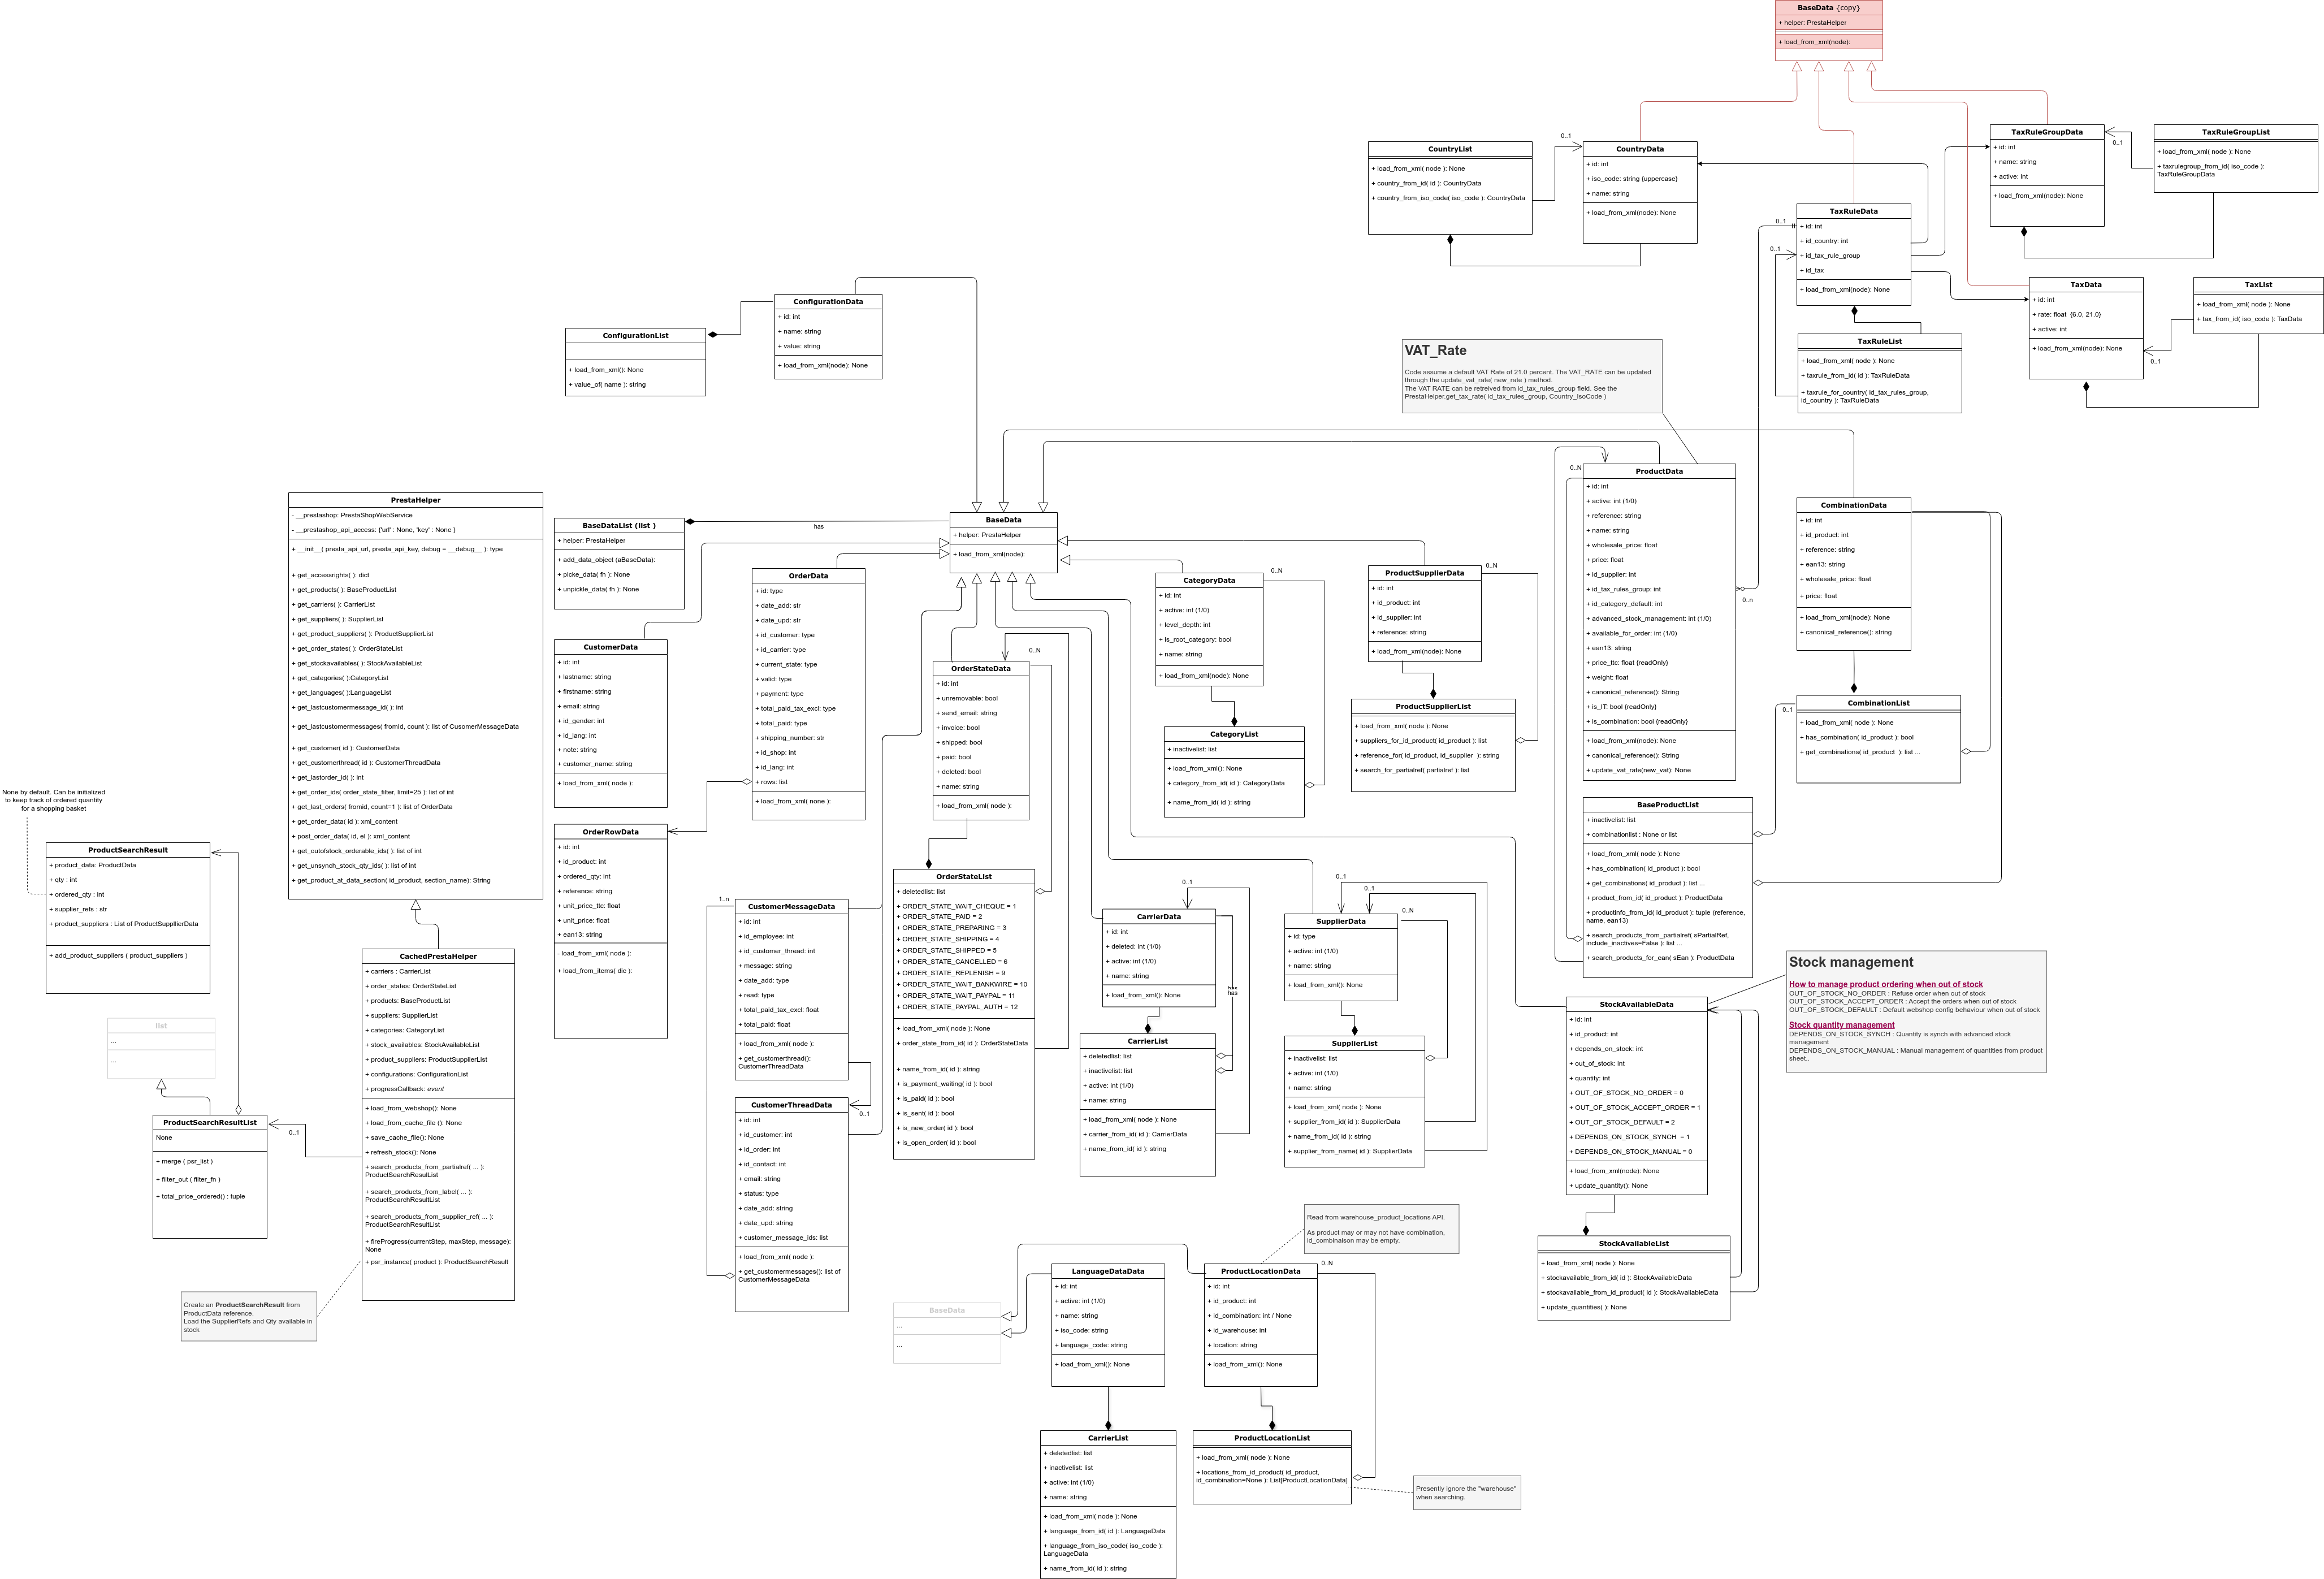 BaseData {copy}
+ helper: PrestaHelper
+ load_from_xml(node):
CountryList
+ load_from_xml( node ): None
+ country_from_id( id ): CountryData
+ country_from_iso_code( iso_code ): CountryData
0..1
CountryData
+ id: int
+ iso_code: string {uppercase}
+ name: string
+ load_from_xml(node): None
TaxRuleGroupData
+ id: int
+ name: string
+ active: int
+ load_from_xml(node): None
0..1
TaxRuleGroupList
+ load_from_xml( node ): None
+ taxrulegroup_from_id( iso_code ):
TaxRuleGroupData
TaxRuleData
+ id: int
+ id_country: int
+ id_tax_rule_group
+ id_tax
+ load_from_xml(node): None
0..1
0..1
TaxData
+ id: int
+ rate: float  {6.0, 21.0}
+ active: int
+ load_from_xml(node): None
0..1
TaxList
+ load_from_xml( node ): None
+ tax_from_id( iso_code ): TaxData
TaxRuleList
+ load_from_xml( node ): None
+ taxrule_from_id( id ): TaxRuleData
+ taxrule_for_country( id_tax_rules_group,
id_country ): TaxRuleData
ConfigurationData
+ id: int
+ name: string
+ value: string
+ load_from_xml(node): None
ConfigurationList
+ load_from_xml(): None
+ value_of( name ): string
VAT_Rate
Code assume a default VAT Rate of 21.0 percent. The VAT_RATE can be updated
through the update_vat_rate( new_rate ) method.
The VAT RATE can be retreived from id_tax_rules_group field. See the
PrestaHelper.get_tax_rate( id_tax_rules_group, Country_IsoCode )
PrestaHelper
- __prestashop: PrestaShopWebService
- __prestashop_api_access: {'url' : None, 'key' : None }
+ __init__( presta_api_url, presta_api_key, debug = __debug__ ): type
+ get_accessrights( ): dict
+ get_products( ): BaseProductList
+ get_carriers( ): CarrierList
+ get_suppliers( ): SupplierList
+ get_product_suppliers( ): ProductSupplierList
+ get_order_states( ): OrderStateList
+ get_stockavailables( ): StockAvailableList
+ get_categories( ):CategoryList
+ get_languages( ):LanguageList
+ get_lastcustomermessage_id( ): int
+ get_lastcustomermessages( fromId, count ): list of CusomerMessageData
+ get_customer( id ): CustomerData
+ get_customerthread( id ): CustomerThreadData
+ get_lastorder_id( ): int
+ get_order_ids( order_state_filter, limit=25 ): list of int
+ get_last_orders( fromid, count=1 ): list of OrderData
+ get_order_data( id ): xml_content
+ post_order_data( id, el ): xml_content
+ get_outofstock_orderable_ids( ): list of int
+ get_unsynch_stock_qty_ids( ): list of int
+ get_product_at_data_section( id_product, section_name): String
BaseDataList (list )
+ helper: PrestaHelper
+ add_data_object (aBaseData):
+ picke_data( fh ): None
+ unpickle_data( fh ): None
has
BaseData
+ helper: PrestaHelper
+ load_from_xml(node):
CustomerData
+ id: int
+ lastname: string
+ firstname: string
+ email: string
+ id_gender: int
+ id_lang: int
+ note: string
+ customer_name: string
+ load_from_xml( node ):
OrderData
+ id: type
+ date_add: str
+ date_upd: str
+ id_customer: type
+ id_carrier: type
+ current_state: type
+ valid: type
+ payment: type
+ total_paid_tax_excl: type
+ total_paid: type
+ shipping_number: str
+ id_shop: int
+ id_lang: int
+ rows: list
+ load_from_xml( none ):
OrderRowData
+ id: int
+ id_product: int
+ ordered_qty: int
+ reference: string
+ unit_price_ttc: float
+ unit_price: float
+ ean13: string
- load_from_xml( node ):
+ load_from_items( dic ):
OrderStateData
+ id: int
+ unremovable: bool
+ send_email: string
+ invoice: bool
+ shipped: bool
+ paid: bool
+ deleted: bool
+ name: string
+ load_from_xml( node ):
0..N
OrderStateList
+ deletedlist: list
+ ORDER_STATE_WAIT_CHEQUE = 1
+ ORDER_STATE_PAID = 2
+ ORDER_STATE_PREPARING = 3
+ ORDER_STATE_SHIPPING = 4
+ ORDER_STATE_SHIPPED = 5
+ ORDER_STATE_CANCELLED = 6
+ ORDER_STATE_REPLENISH = 9
+ ORDER_STATE_WAIT_BANKWIRE = 10
+ ORDER_STATE_WAIT_PAYPAL = 11
+ ORDER_STATE_PAYPAL_AUTH = 12
+ load_from_xml( node ): None
+ order_state_from_id( id ): OrderStateData
+ name_from_id( id ): string
+ is_payment_waiting( id ): bool
+ is_paid( id ): bool
+ is_sent( id ): bool
+ is_new_order( id ): bool
+ is_open_order( id ): bool
CategoryData
+ id: int
+ active: int (1/0)
+ level_depth: int
+ is_root_category: bool
+ name: string
+ load_from_xml(node): None
0..N
CategoryList
+ inactivelist: list
+ load_from_xml(): None
+ category_from_id( id ): CategoryData
+ name_from_id( id ): string
ProductSupplierData
+ id: int
+ id_product: int
+ id_supplier: int
+ reference: string
+ load_from_xml(node): None
0..N
ProductSupplierList
+ load_from_xml( node ): None
+ suppliers_for_id_product( id_product ): list
+ reference_for( id_product, id_supplier  ): string
+ search_for_partialref( partialref ): list
0..N
ProductData
+ id: int
+ active: int (1/0)
+ reference: string
+ name: string
+ wholesale_price: float
+ price: float
+ id_supplier: int
+ id_tax_rules_group: int
+ id_category_default: int
+ advanced_stock_management: int (1/0)
+ available_for_order: int (1/0)
+ ean13: string
+ price_ttc: float {readOnly}
+ weight: float
+ canonical_reference(): String
+ is_IT: bool {readOnly}
+ is_combination: bool {readOnly}
+ load_from_xml(node): None
+ canonical_reference(): String
+ update_vat_rate(new_vat): None
0..n
CombinationData
+ id: int
+ id_product: int
+ reference: string
+ ean13: string
+ wholesale_price: float
+ price: float
+ load_from_xml(node): None
+ canonical_reference(): string
0..1
CombinationList
+ load_from_xml( node ): None
+ has_combination( id_product ): bool
+ get_combinations( id_product  ): list ...
BaseProductList
+ inactivelist: list
+ combinationlist : None or list
+ load_from_xml( node ): None
+ has_combination( id_product ): bool
+ get_combinations( id_product ): list ...
+ product_from_id( id_product ): ProductData
+ productinfo_from_id( id_product ): tuple (reference,
name, ean13)
+ search_products_from_partialref( sPartialRef,
include_inactives=False ): list ...
+ search_products_for_ean( sEan ): ProductData
None by default. Can be initialized
to keep track of ordered quantity
for a shopping basket
ProductSearchResult
+ product_data: ProductData
+ qty : int
+ ordered_qty : int
+ supplier_refs : str
+ product_suppliers : List of ProductSuppilierData
+ add_product_suppliers ( product_suppliers )
list
...
...
ProductSearchResultList
None
+ merge ( psr_list )
+ filter_out ( filter_fn )
+ total_price_ordered() : tuple
0..1
CachedPrestaHelper
+ carriers : CarrierList
+ order_states: OrderStateList
+ products: BaseProductList
+ suppliers: SupplierList
+ categories: CategoryList
+ stock_availables: StockAvailableList
+ product_suppliers: ProductSupplierList
+ configurations: ConfigurationList
+ progressCallback: event
+ load_from_webshop(): None
+ load_from_cache_file (): None
+ save_cache_file(): None
+ refresh_stock(): None
+ search_products_from_partialref( ... ):
ProductSearchResuList
+ search_products_from_label( ... ):
ProductSearchResultList
+ search_products_from_supplier_ref( ... ):
ProductSearchResultList
+ fireProgress(currentStep, maxStep, message):
None
+ psr_instance( product ): ProductSearchResult
Create an ProductSearchResult from
ProductData reference.
Load the SupplierRefs and Qty available in
stock
1..n
CustomerMessageData
+ id: int
+ id_employee: int
+ id_customer_thread: int
+ message: string
+ date_add: type
+ read: type
+ total_paid_tax_excl: float
+ total_paid: float
+ load_from_xml( node ):
+ get_customerthread():
CustomerThreadData
0..1
CustomerThreadData
+ id: int
+ id_customer: int
+ id_order: int
+ id_contact: int
+ email: string
+ status: type
+ date_add: string
+ date_upd: string
+ customer_message_ids: list
+ load_from_xml( node ):
+ get_customermessages(): list of
CustomerMessageData
0..1
CarrierData
+ id: int
+ deleted: int (1/0)
+ active: int (1/0)
+ name: string
+ load_from_xml(): None
has
has
CarrierList
+ deletedlist: list
+ inactivelist: list
+ active: int (1/0)
+ name: string
+ load_from_xml( node ): None
+ carrier_from_id( id ): CarrierData
+ name_from_id( id ): string
0..1
0..1
0..N
SupplierData
+ id: type
+ active: int (1/0)
+ name: string
+ load_from_xml(): None
SupplierList
+ inactivelist: list
+ active: int (1/0)
+ name: string
+ load_from_xml( node ): None
+ supplier_from_id( id ): SupplierData
+ name_from_id( id ): string
+ supplier_from_name( id ): SupplierData
StockAvailableData
+ id: int
+ id_product: int
+ depends_on_stock: int
+ out_of_stock: int
+ quantity: int
+ OUT_OF_STOCK_NO_ORDER = 0
+ OUT_OF_STOCK_ACCEPT_ORDER = 1
+ OUT_OF_STOCK_DEFAULT = 2
+ DEPENDS_ON_STOCK_SYNCH  = 1
+ DEPENDS_ON_STOCK_MANUAL = 0
+ load_from_xml(node): None
+ update_quantity(): None
Stock management
How to manage product ordering when out of stock
OUT_OF_STOCK_NO_ORDER : Refuse order when out of stock
OUT_OF_STOCK_ACCEPT_ORDER : Accept the orders when out of stock
OUT_OF_STOCK_DEFAULT : Default webshop config behaviour when out of stock
Stock quantity management
DEPENDS_ON_STOCK_SYNCH : Quantity is synch with advanced stock
management
DEPENDS_ON_STOCK_MANUAL : Manual management of quantities from product
sheet..
StockAvailableList
+ load_from_xml( node ): None
+ stockavailable_from_id( id ): StockAvailableData
+ stockavailable_from_id_product( id ): StockAvailableData
+ update_quantities( ): None
Read from warehouse_product_locations API.
As product may or may not have combination,
id_combinaison may be empty.
BaseData
...
...
LanguageDataData
+ id: int
+ active: int (1/0)
+ name: string
+ iso_code: string
+ language_code: string
+ load_from_xml(): None
ProductLocationData
+ id: int
+ id_product: int
+ id_combination: int / None
+ id_warehouse: int
+ location: string
+ load_from_xml(): None
0..N
CarrierList
+ deletedlist: list
+ inactivelist: list
+ active: int (1/0)
+ name: string
+ load_from_xml( node ): None
+ language_from_id( id ): LanguageData
+ language_from_iso_code( iso_code ):
LanguageData
+ name_from_id( id ): string
ProductLocationList
+ load_from_xml( node ): None
+ locations_from_id_product( id_product,
id_combination=None ): List[ProductLocationData]
Presently ignore the "warehouse"
when searching.